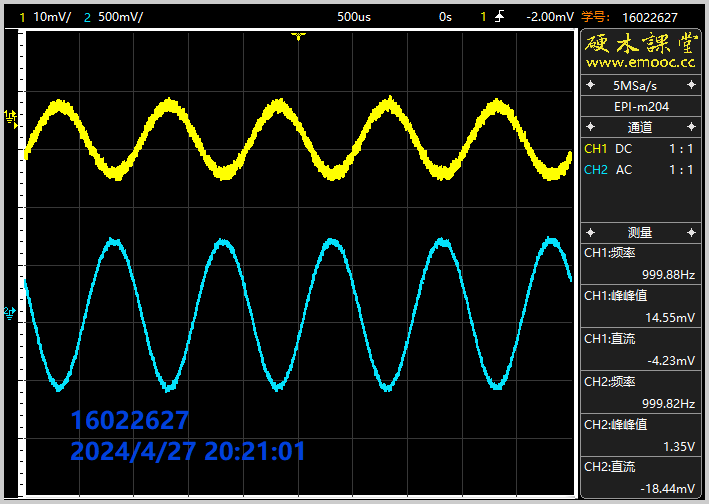 1 10mV/ 2 500mV/ 500us 0s 1 -2.00mV 学号: 16022627
硬木課堂
www.emooc.cc
5MSa/s
EPI-m204
通道
CH1 DC 1 : 1
CH2 AC 1 : 1
测量
CH1:频率
999.88Hz
CH1:峰峰值
14.55mV
CH1:直流
-4.23mV
CH2:频率
999.82Hz
CH2:峰峰值
1.35V
CH2:直流
-18.44mV
1
2
16022627
2024/4/27 20:21:01